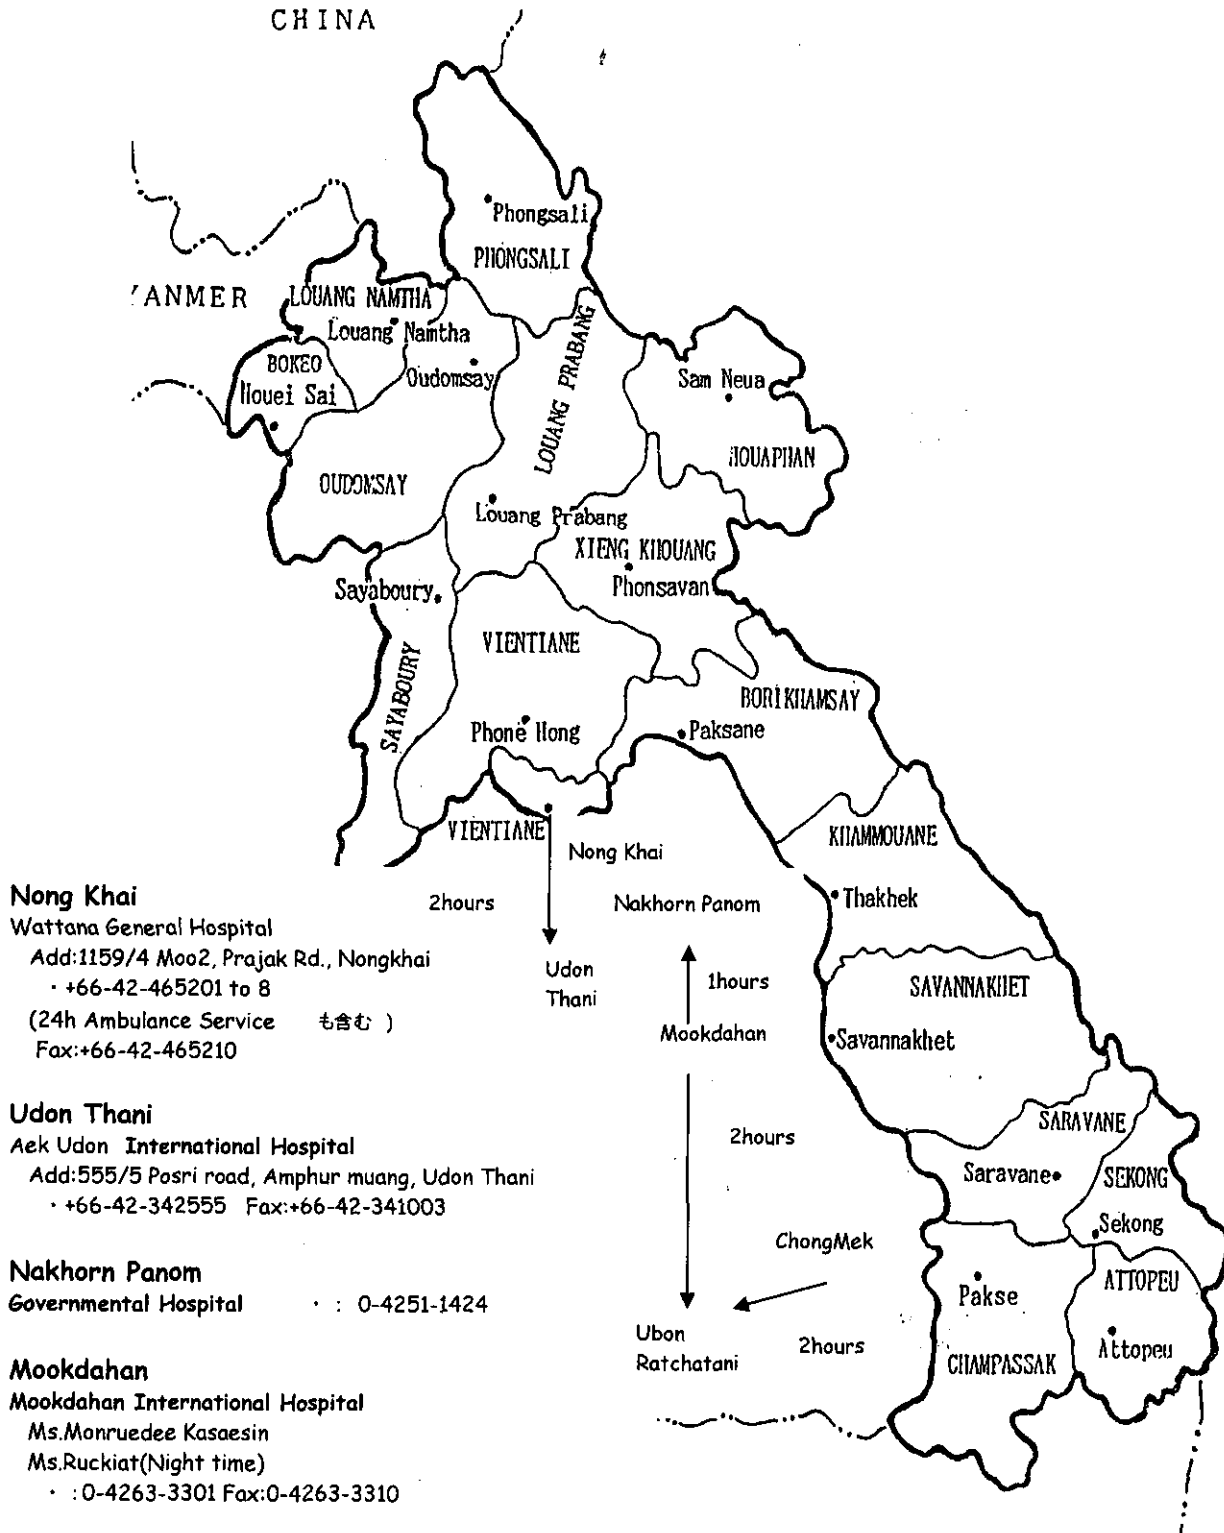 CHINA
Phongsali
PHONGSALI
YANMER
LOUANG NAMTHA
Louang Namtha
BOKEO
Houei Sai
Oudomsay
LOUANG PRABANG
Sam Neua
HOUAPHAN
OUDOMSAY
Louang Prabang
XIENG KHOUANG
Phonsavan
Sayaboury
VIENTIANE
SAYABOURY
BORIKHAMSAY
Phone Hong
Paksane
VIENTIANE
KHAMMOUANE
Nong Khai
2hours
Nakhorn Panom
Thakhek
Udon
Thani
1hours
SAVANNAKHET
Mookdahan
Savannakhet
2hours
SARAVANE
Saravane
SEKONG
Sekong
ChongMek
ATTOPEU
Pakse
Attopeu
Ubon
Ratchatani
2hours
CHAMPASSAK
Nong Khai
Wattana General Hospital
Add:1159/4 Moo2, Prajak Rd., Nongkhai
・+66-42-465201 to 8
(24h Ambulance Service も含む )
Fax:+66-42-465210
Udon Thani
Aek Udon International Hospital
Add:555/5 Posri road, Amphur muang, Udon Thani
・+66-42-342555 Fax:+66-42-341003
Nakhorn Panom
Governmental Hospital ・ : 0-4251-1424
Mookdahan
Mookdahan International Hospital
Ms.Monruedee Kasaesin
Ms.Ruckiat(Night time)
・ :0-4263-3301 Fax:0-4263-3310